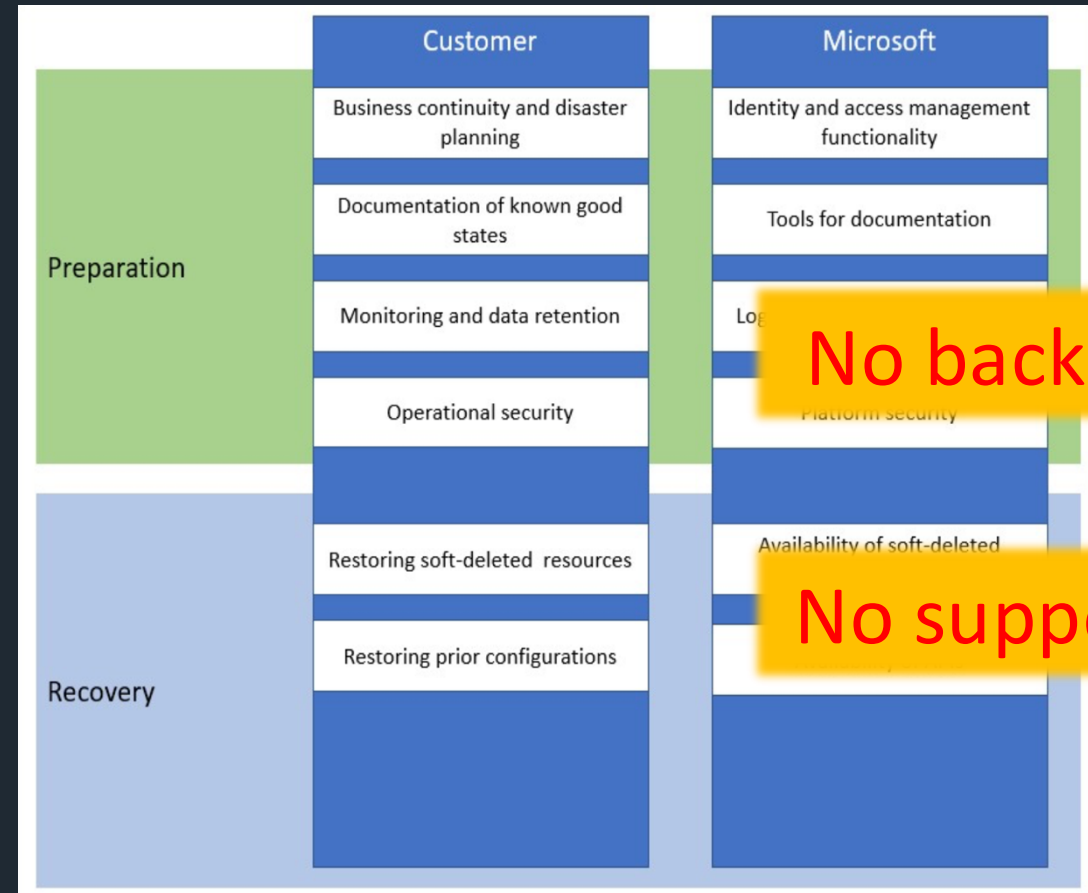 Customer
Microsoft
Preparation
Business continuity and disaster
planning
Identity and access management
functionality
Documentation of known good
states
Tools for documentation
Monitoring and data retention
No back
Operational security
Platform security
Recovery
Restoring soft-deleted resources
Availability of soft-deleted
No supp
Restoring prior configurations